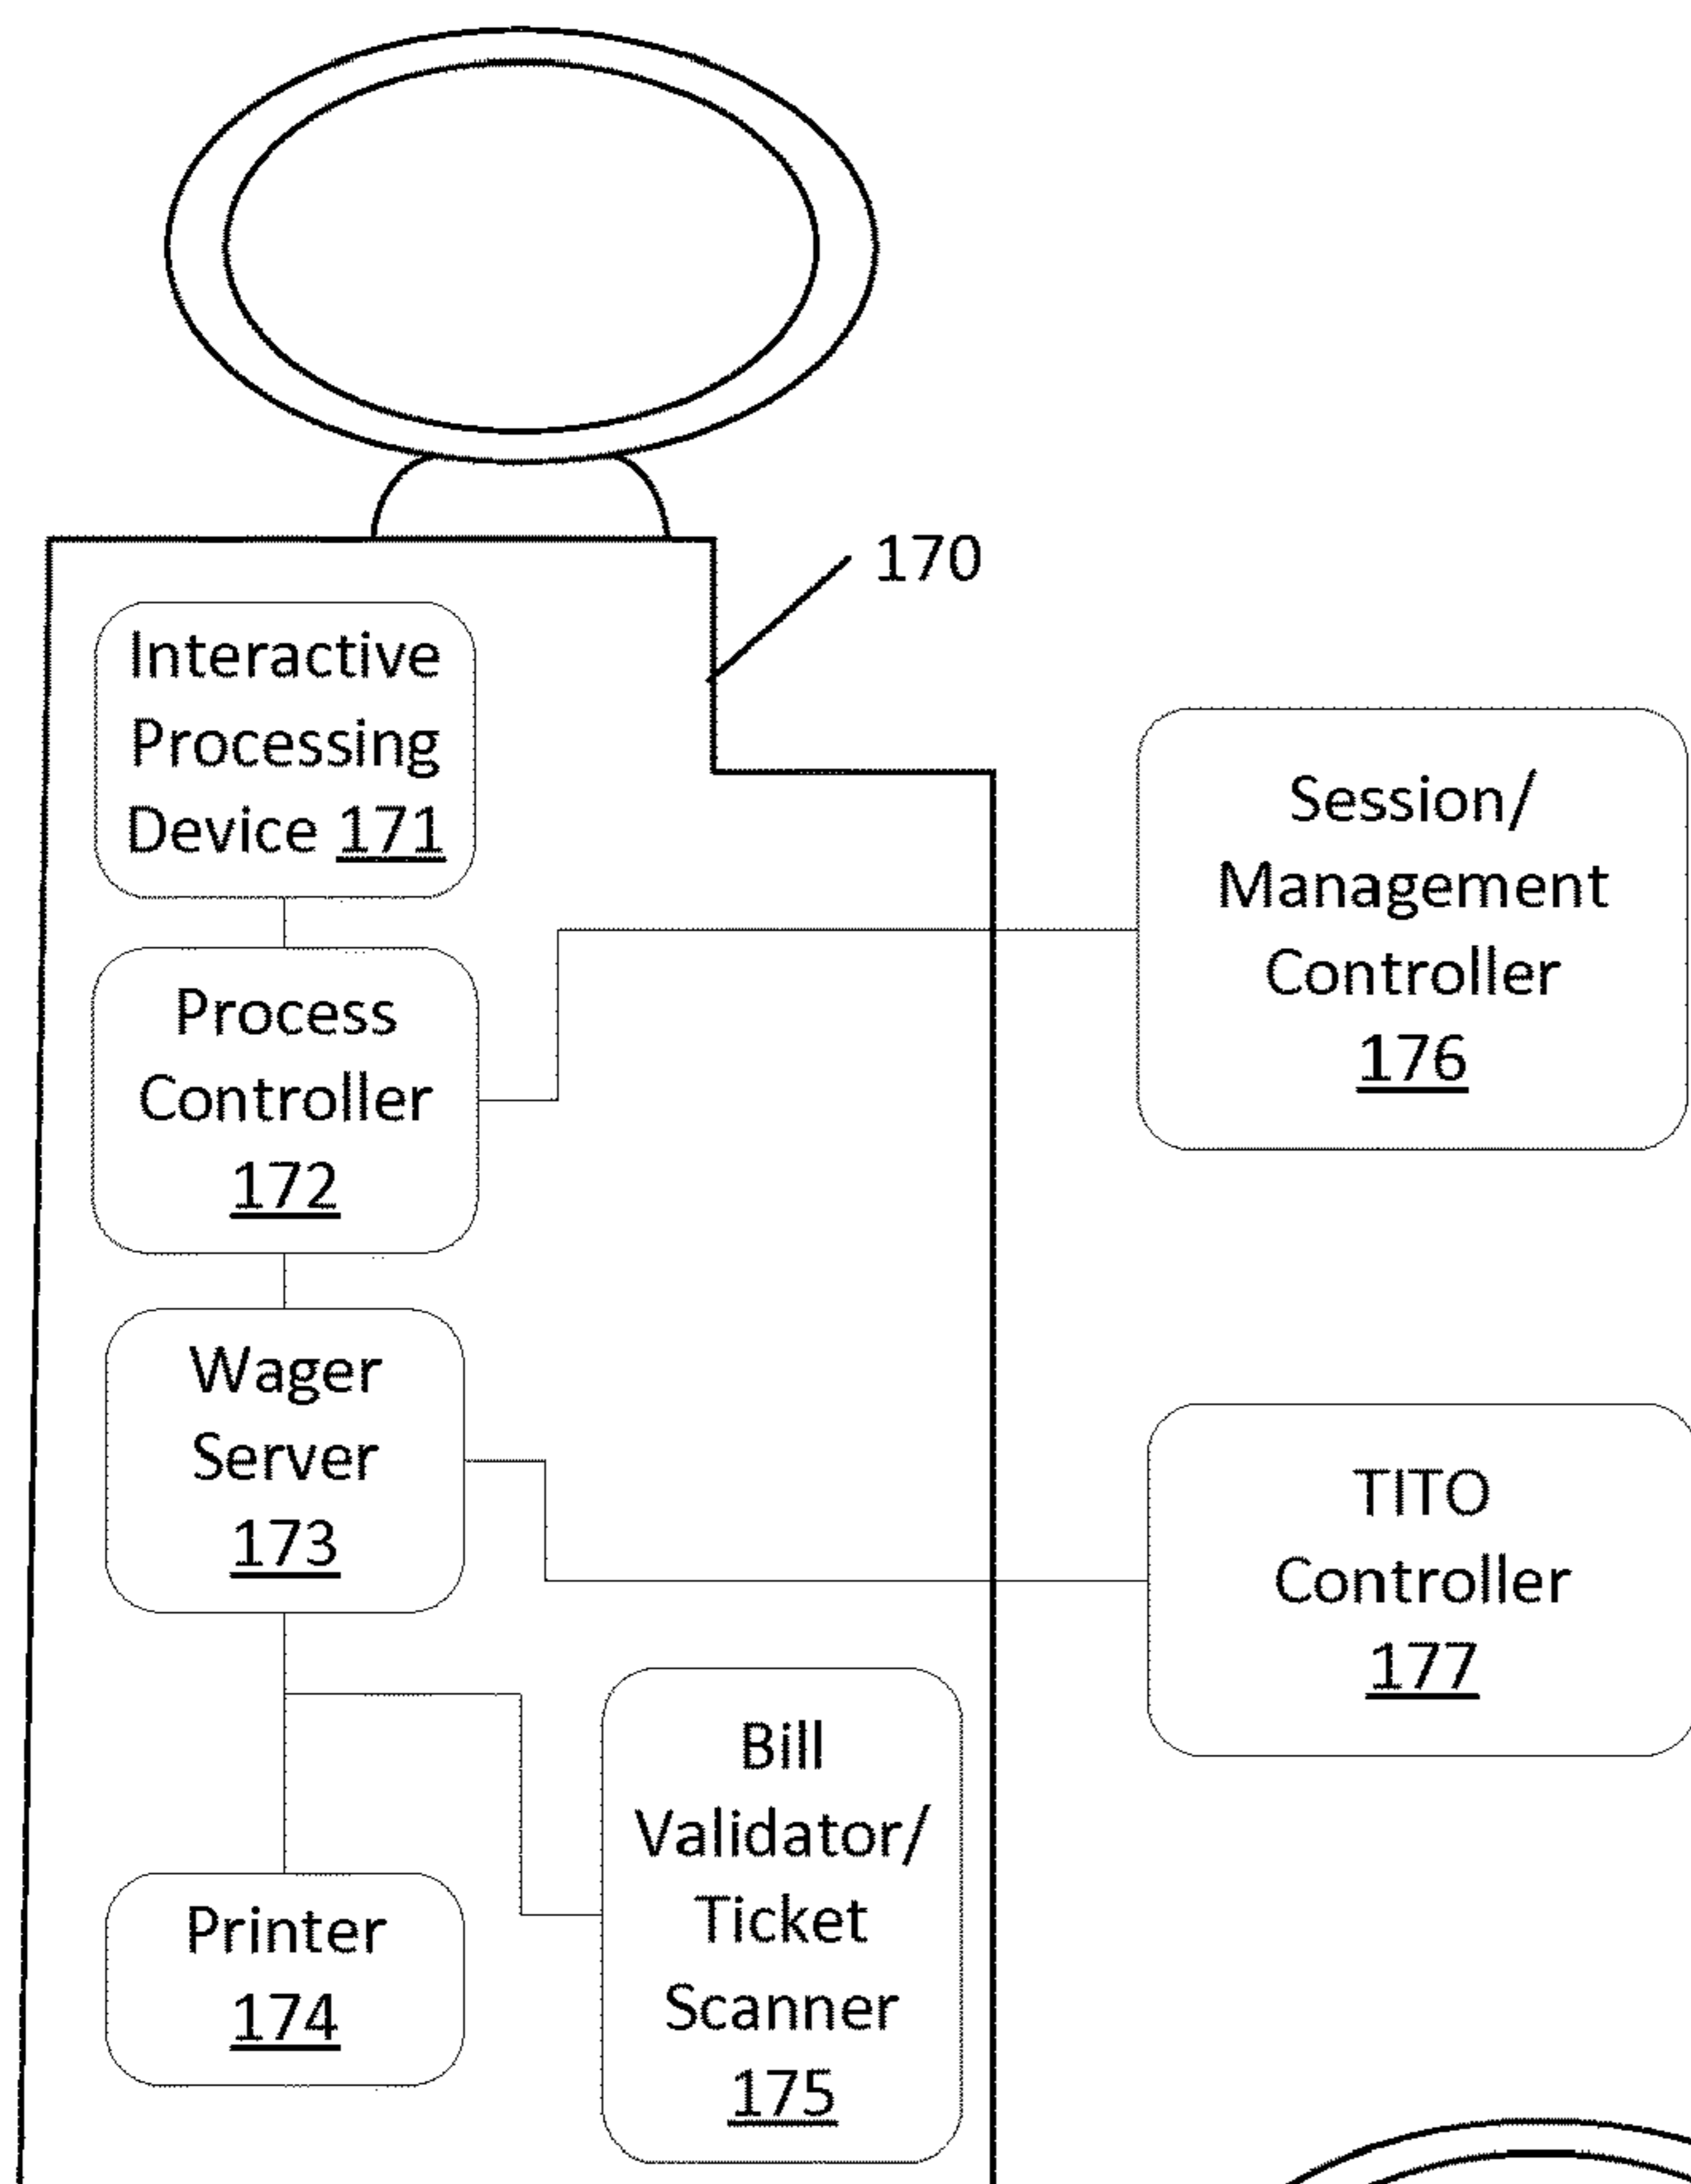 170
Interactive
Processing
Device 171
Session/
Management
Controller
176
Process
Controller
172
Wager
Server
173
TITO
Controller
177
Bill
Validator/
Ticket
Scanner
175
Printer
174